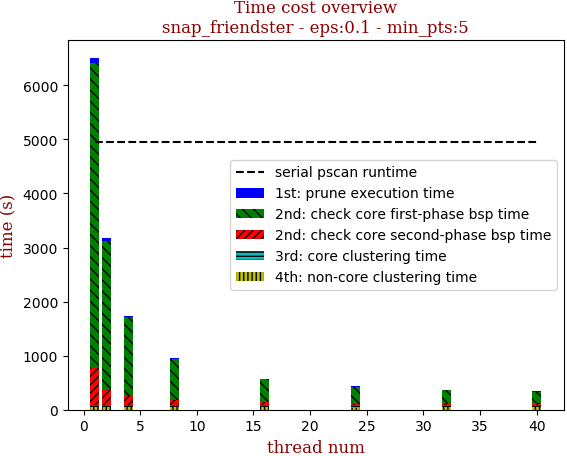 Time cost overview
snap_friendster - eps:0.1 - min_pts:5
time (s)
6000
5000
4000
3000
2000
1000
0
serial pscan runtime
1st: prune execution time
2nd: check core first-phase bsp time
2nd: check core second-phase bsp time
3rd: core clustering time
4th: non-core clustering time
0 5 10 15 20 25 30 35 40
thread num